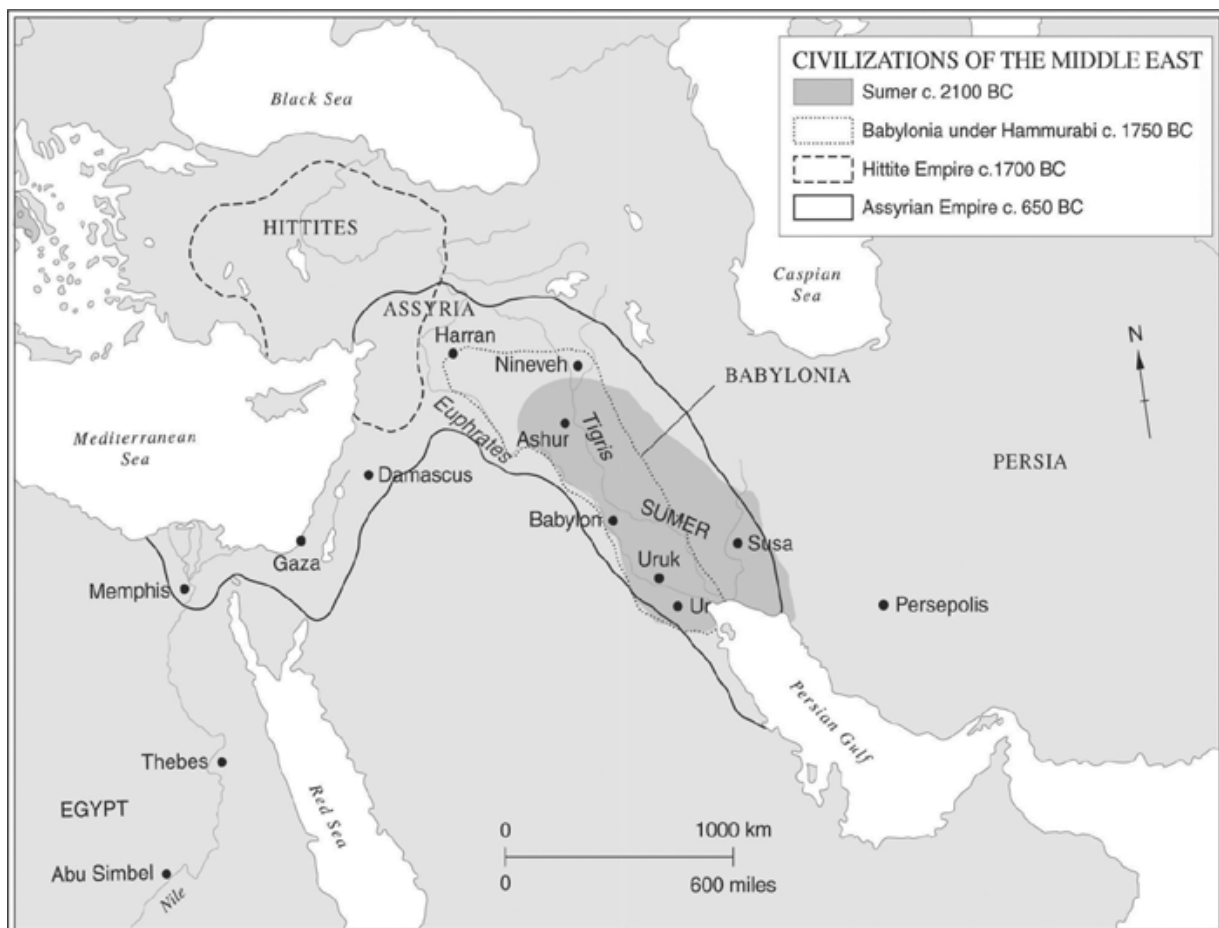 CIVILIZATIONS OF THE MIDDLE EAST
Sumer c. 2100 BC
Babylonia under Hammurabi c. 1750 BC
Hittite Empire c.1700 BC
Assyrian Empire c. 650 BC
Black Sea
HITTITES
Caspian
Sea
ASSYRIA
Harran
Nineveh
BABYLONIA
N
Euphrates
Ashur
Tigris
Mediterranean
Sea
PERSIA
Damascus
Babylon
SUMER
Susa
Gaza
Uruk
Memphis
Ur
Persepolis
Persian Gulf
Thebes
Red Sea
EGYPT
0
1000 km
Abu Simbel
0
600 miles
Nile